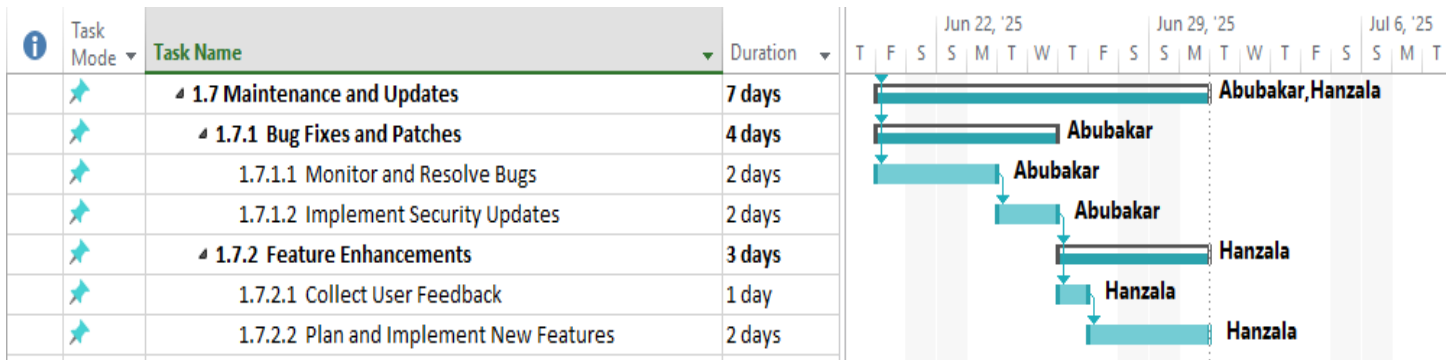 Jun 22, '25 Jun 29, '25 Jul 6, '25
Task Mode Task Name Duration T F S S M T W T F S S M T W T F S S M T
1.7 Maintenance and Updates 7 days Abubakar,Hanzala
1.7.1 Bug Fixes and Patches 4 days Abubakar
1.7.1.1 Monitor and Resolve Bugs 2 days Abubakar
1.7.1.2 Implement Security Updates 2 days Abubakar
1.7.2 Feature Enhancements 3 days Hanzala
1.7.2.1 Collect User Feedback 1 day Hanzala
1.7.2.2 Plan and Implement New Features 2 days Hanzala